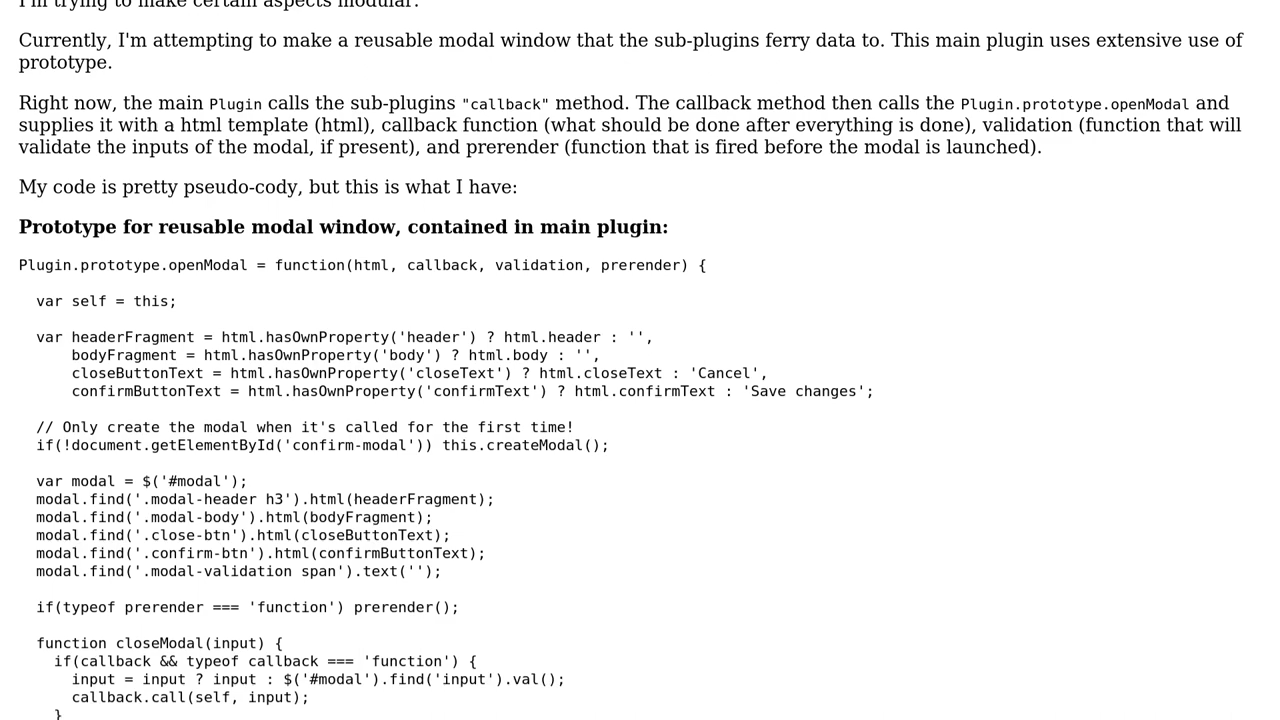 I'm trying to make certain aspects modular.
Currently, I'm attempting to make a reusable modal window that the sub-plugins ferry data to. This main plugin uses extensive use of
prototype.
Right now, the main Plugin calls the sub-plugins "callback" method. The callback method then calls the Plugin.prototype.openModal and
supplies it with a html template (html), callback function (what should be done after everything is done), validation (function that will
validate the inputs of the modal, if present), and prerender (function that is fired before the modal is launched).
My code is pretty pseudo-cody, but this is what I have:
Prototype for reusable modal window, contained in main plugin:
Plugin.prototype.openModal = function(html, callback, validation, prerender) {
  var self = this;
  var headerFragment = html.hasOwnProperty('header') ? html.header : '',
      bodyFragment = html.hasOwnProperty('body') ? html.body : '',
      closeButtonText = html.hasOwnProperty('closeText') ? html.closeText : 'Cancel',
      confirmButtonText = html.hasOwnProperty('confirmText') ? html.confirmText : 'Save changes';
  // Only create the modal when it's called for the first time!
  if(!document.getElementById('confirm-modal')) this.createModal();
  var modal = $('#modal');
  modal.find('.modal-header h3').html(headerFragment);
  modal.find('.modal-body').html(bodyFragment);
  modal.find('.close-btn').html(closeButtonText);
  modal.find('.confirm-btn').html(confirmButtonText);
  modal.find('.modal-validation span').text('');
  if(typeof prerender === 'function') prerender();
  function closeModal(input) {
    if(callback && typeof callback === 'function') {
      input = input ? input : $('#modal').find('input').val();
      callback.call(self, input);
    }